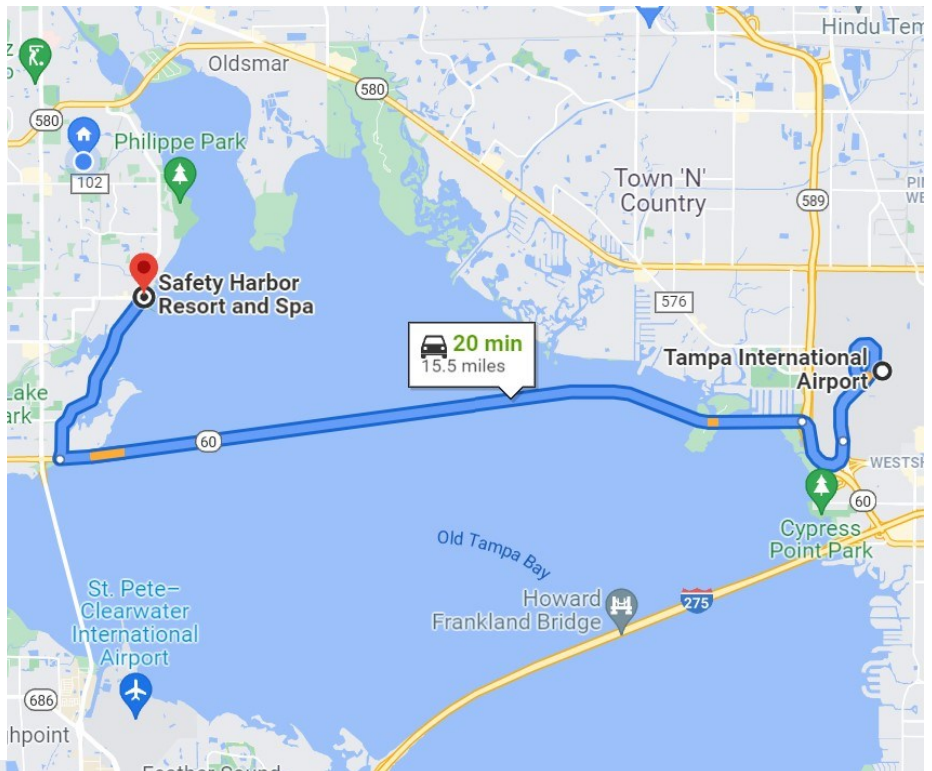 Hindu Tem
Oldsmar
580
580
Philippe Park
102
Town 'N'
Country
589
Safety Harbor
Resort and Spa
576
20 min
15.5 miles
Tampa International
Airport
Lake
ark
60
WESTSH
60
Cypress
Point Park
Old Tampa Bay
Howard
Frankland Bridge
275
St. Pete–
Clearwater
International
Airport
686
ghpoint